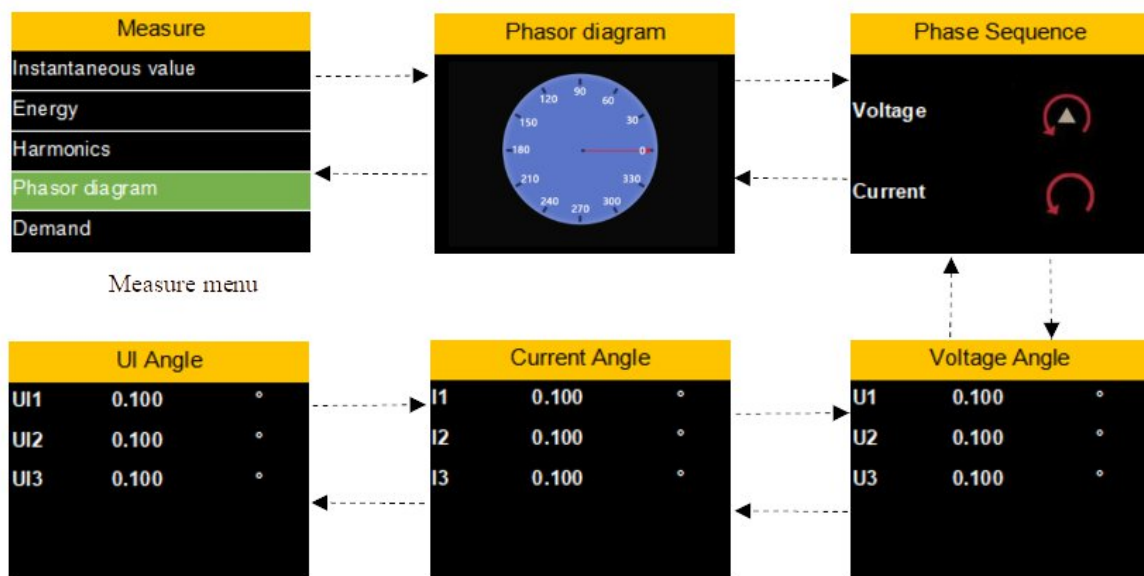 Measure
Instantaneous value
Energy
Harmonics
Phasor diagram
Demand
Measure menu
Phasor diagram
90
120 60
150 30
180 0
210 330
240 300
270
Phase Sequence
Voltage
Current
UI Angle
UI1 0.100 °
UI2 0.100 °
UI3 0.100 °
Current Angle
I1 0.100 °
I2 0.100 °
I3 0.100 °
Voltage Angle
U1 0.100 °
U2 0.100 °
U3 0.100 °